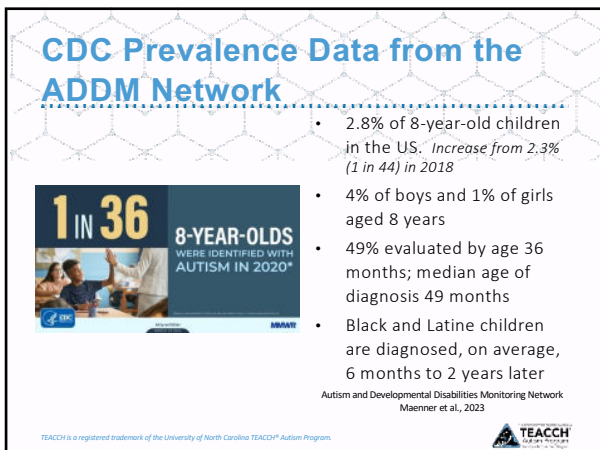 CDC Prevalence Data from the
ADDM Network
• 2.8% of 8-year-old children
in the US. Increase from 2.3%
(1 in 44) in 2018
• 4% of boys and 1% of girls
aged 8 years
• 49% evaluated by age 36
months; median age of
diagnosis 49 months
• Black and Latine children
are diagnosed, on average,
6 months to 2 years later
1 IN 36
8-YEAR-OLDS
WERE IDENTIFIED WITH
AUTISM IN 2020*
CDC
MMWR
Autism and Developmental Disabilities Monitoring Network
Maenner et al., 2023
TEACCH is a registered trademark of the University of North Carolina TEACCH® Autism Program.
TEACCH
Autism Program